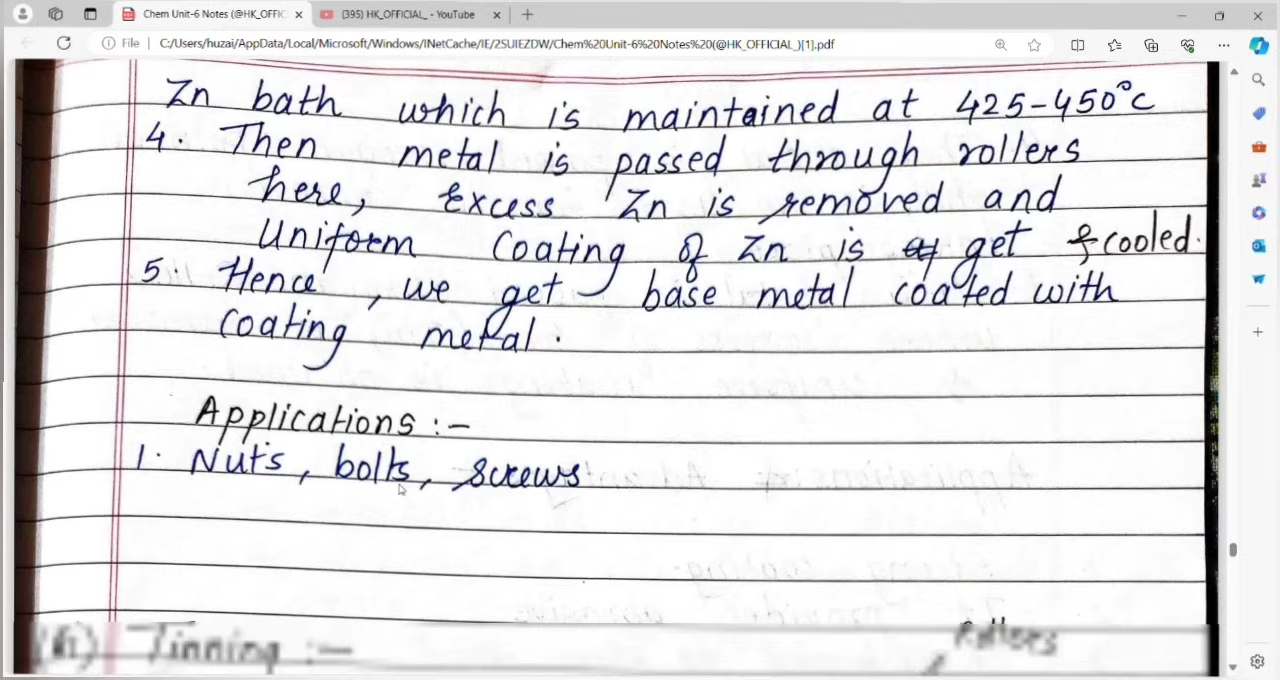 Chem Unit-6 Notes (@HK_OFFIC
(395) HK_OFFICIAL_ - YouTube
File
C:/Users/huzai/AppData/Local/Microsoft/Windows/INetCache/IE/2SUIEZDW/Chem%20Unit-6%20Notes%20(@HK_OFFICIAL_)[1].pdf
Zn bath which is maintained at 425-450°C
4. Then metal is passed through rollers
here, Excess Zn is removed and
Uniform Coating of Zn is get & cooled.
5. Hence, we get base metal coated with
Coating metal.
Applications :-
1. Nuts, bolts, Screws
Tinning :-
Rollers